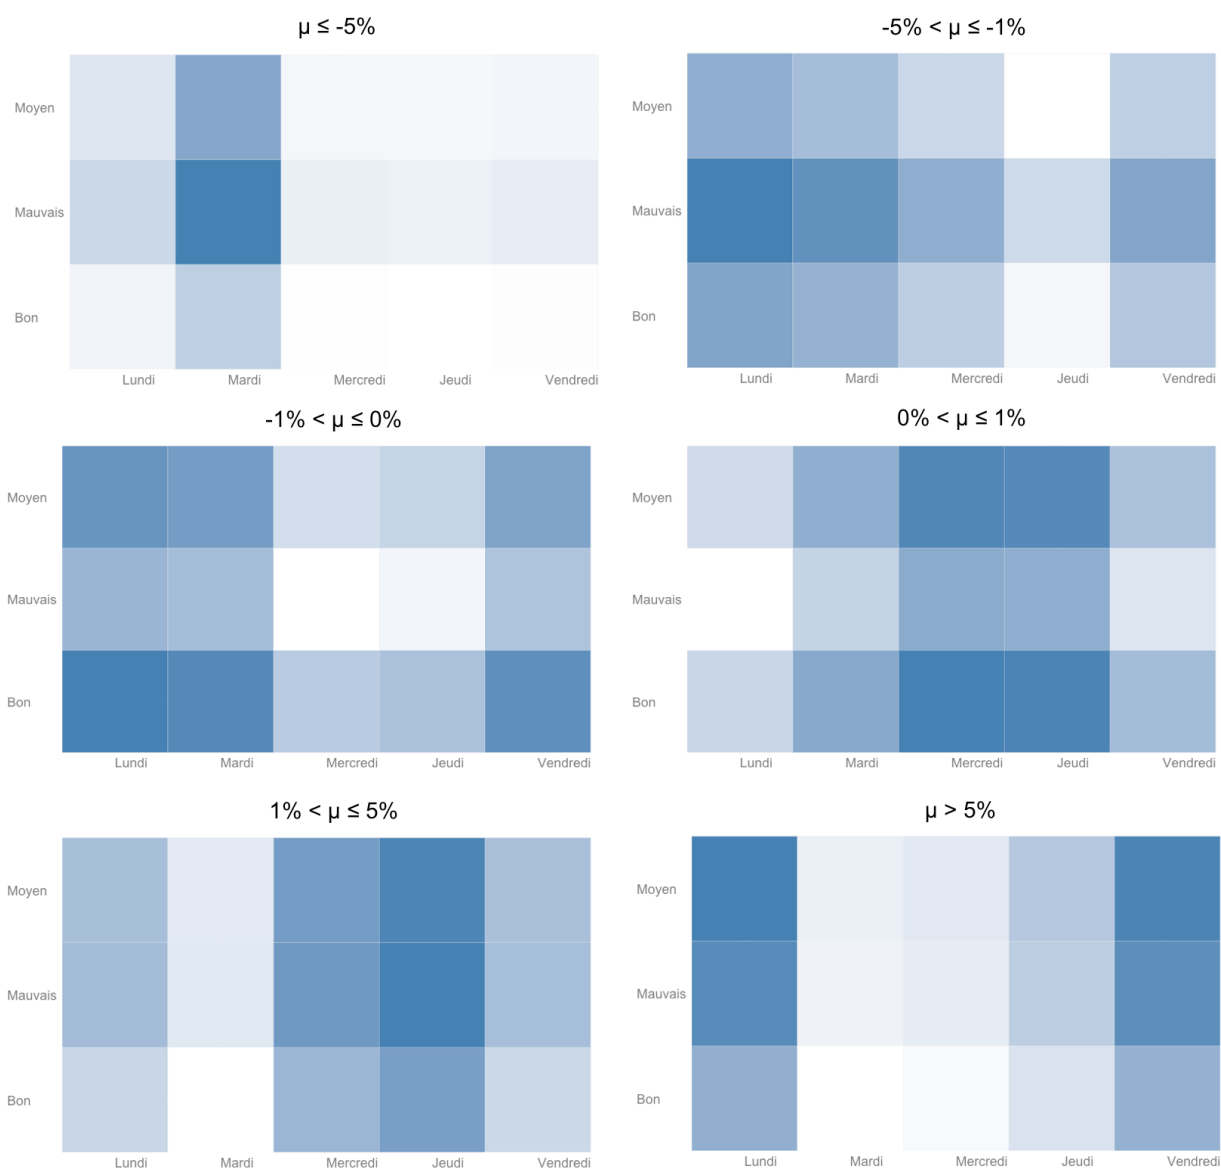 µ ≤ -5%
Moyen
Mauvais
Bon
Lundi Mardi Mercredi Jeudi Vendredi
-5% < µ ≤ -1%
Moyen
Mauvais
Bon
Lundi Mardi Mercredi Jeudi Vendredi
-1% < µ ≤ 0%
Moyen
Mauvais
Bon
Lundi Mardi Mercredi Jeudi Vendredi
0% < µ ≤ 1%
Moyen
Mauvais
Bon
Lundi Mardi Mercredi Jeudi Vendredi
1% < µ ≤ 5%
Moyen
Mauvais
Bon
Lundi Mardi Mercredi Jeudi Vendredi
µ > 5%
Moyen
Mauvais
Bon
Lundi Mardi Mercredi Jeudi Vendredi